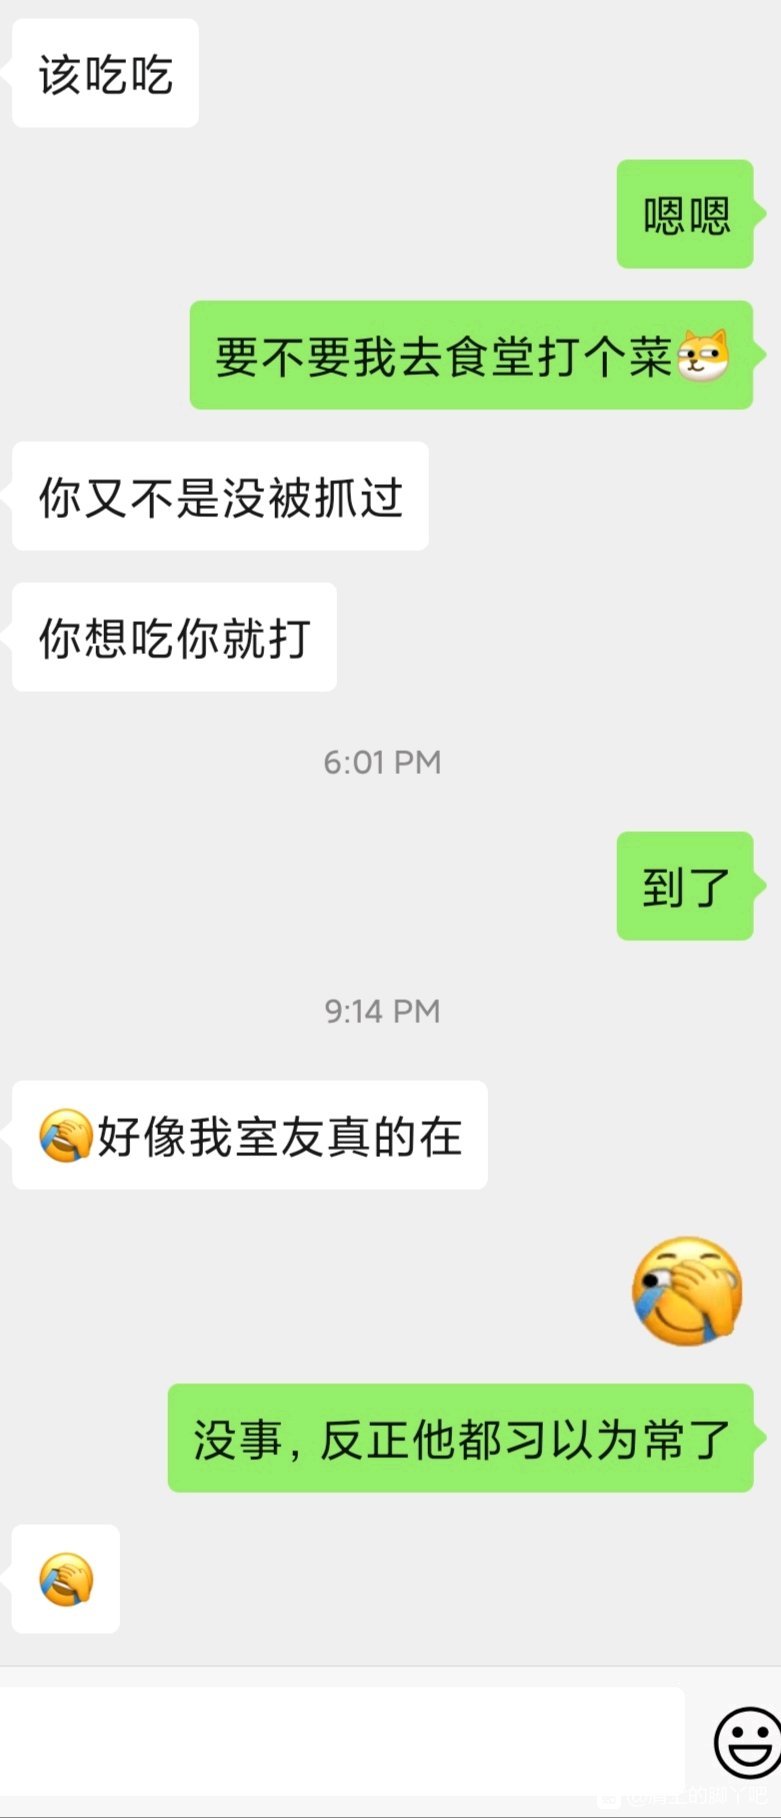 该吃吃
嗯嗯
要不要我去食堂打个菜
你又不是没被抓过
你想吃你就打
6:01 PM
到了
9:14 PM
好像我室友真的在
没事，反正他都习以为常了
的脚丫吧